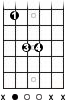 1
3 4
x ● ○ ○ x x